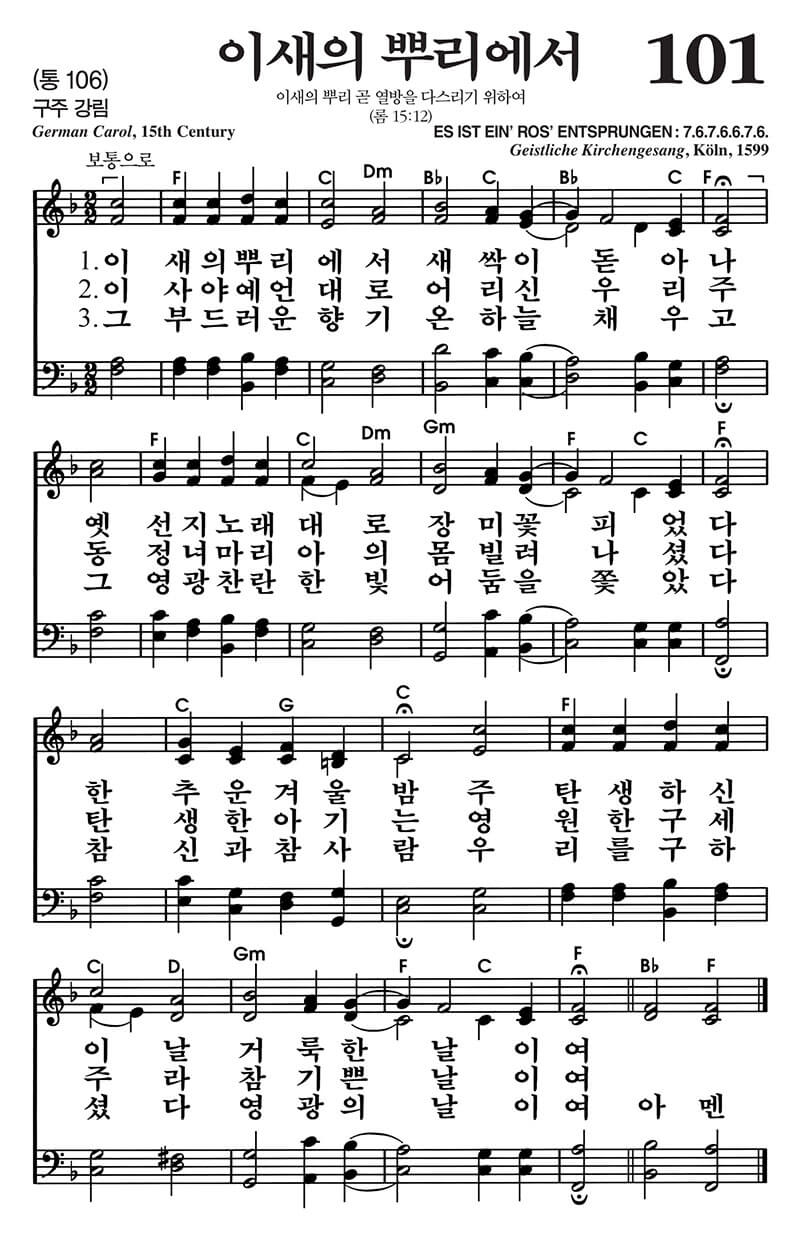 이새의 뿌리에서 101
(통 106)
구주 강림
이새의 뿌리 곧 열방을 다스리기 위하여
(롬 15:12)
German Carol, 15th Century
ES IST EIN' ROS' ENTSPRUNGEN : 7.6.7.6.6.7.6.
Geistliche Kirchengesang, Köln, 1599
보통으로
F C Dm B♭ C B♭ C F
1. 이 새 의 뿌 리 에 서 새 싹 이 돋 아 나
2. 이 사 야 예 언 대 로 어 리 신 우 리 주
3. 그 부 드 러 운 향 기 온 하 늘 채 우 고
F C Dm Gm F C F
옛 선 지 노 래 대 로 장 미 꽃 피 었 다
동 정 녀 마 리 아 의 몸 빌 려 나 셨 다
그 영 광 찬 란 한 빛 어 둠 을 쫓 았 다
C G C F
한 추 운 겨 울 밤 주 탄 생 하 신
탄 생 한 아 기 는 영 원 한 구 세
참 신 과 참 사 람 우 리 를 구 하
C D Gm F C F B♭ F
이 날 거 룩 한 날 이 여
주 라 참 기 쁜 날 이 여
셨 다 영 광 의 날 이 여 아 멘